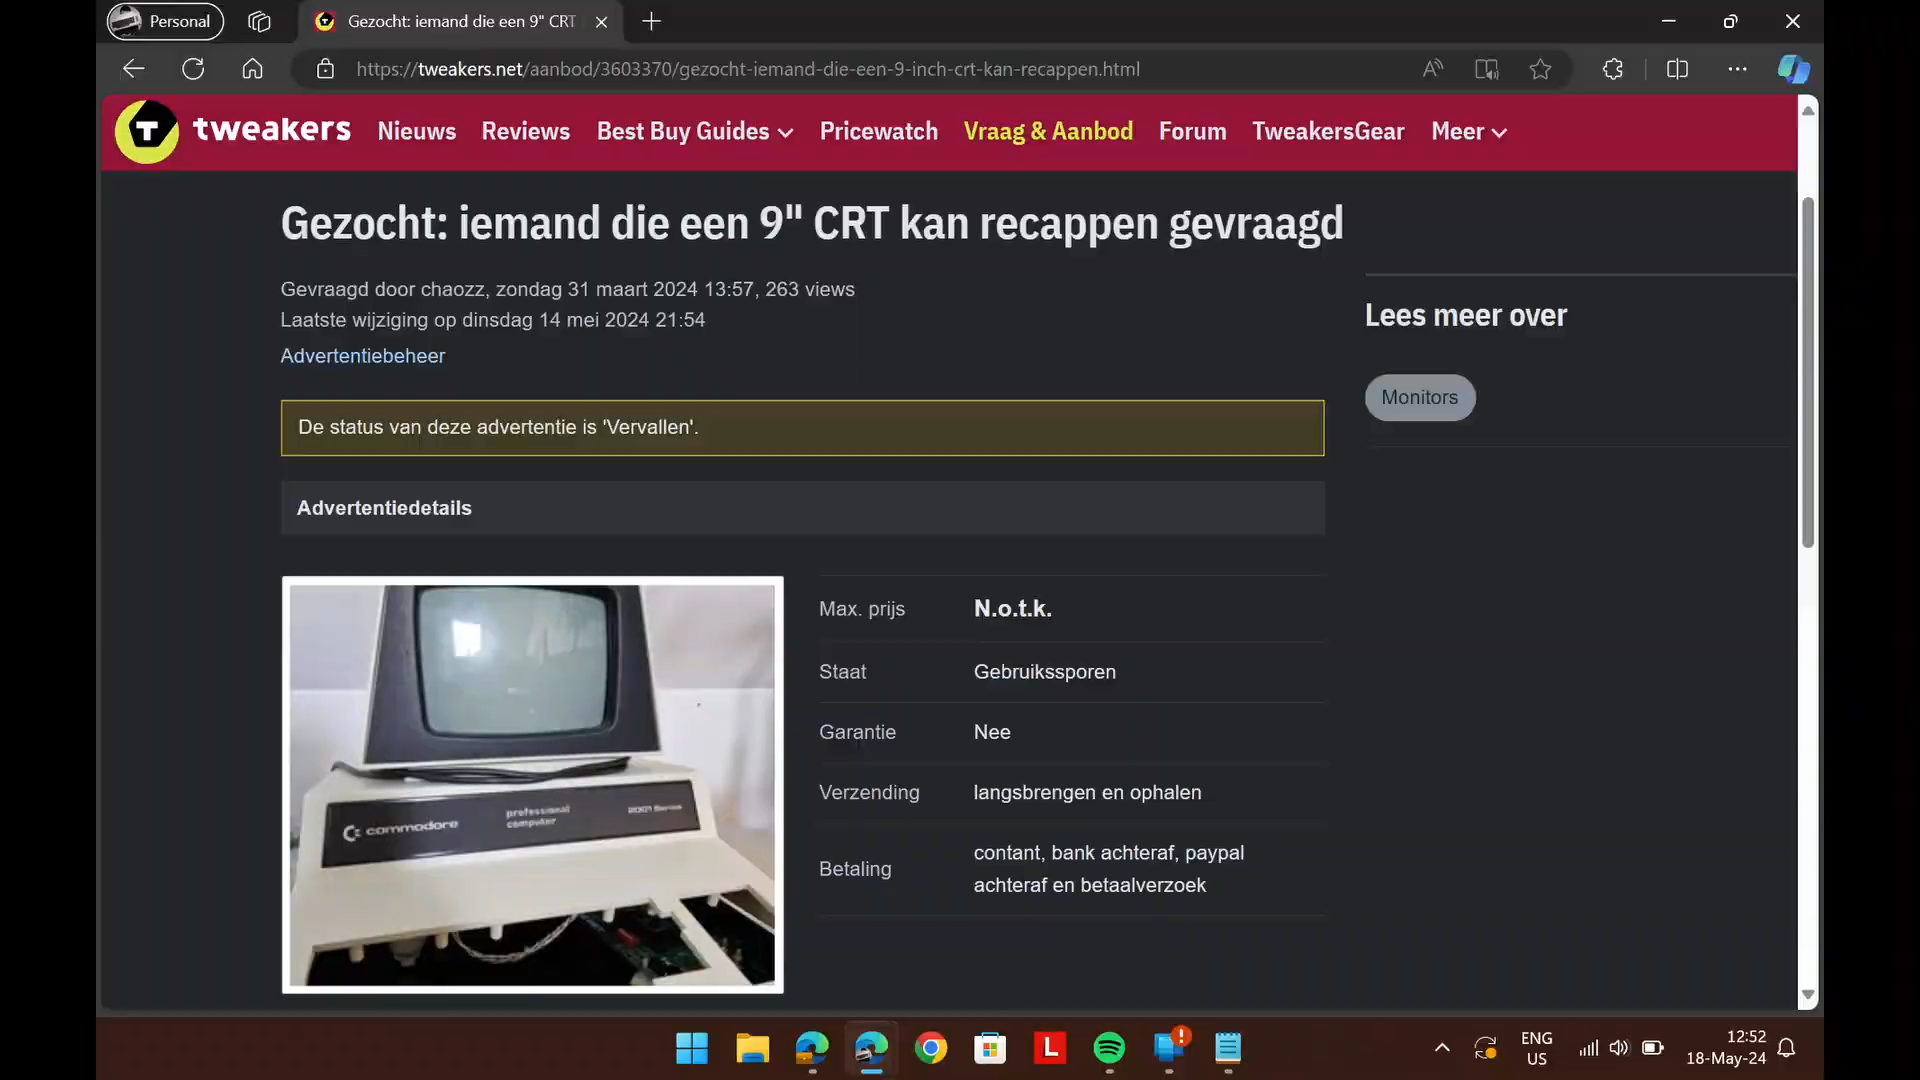 Personal
Gezocht: iemand die een 9" CRT
https://tweakers.net/aanbod/3603370/gezocht-iemand-die-een-9-inch-crt-kan-recappen.html
tweakers Nieuws Reviews Best Buy Guides Pricewatch Vraag & Aanbod Forum TweakersGear Meer
Gezocht: iemand die een 9" CRT kan recappen gevraagd
Gevraagd door chaozz, zondag 31 maart 2024 13:57, 263 views
Laatste wijziging op dinsdag 14 mei 2024 21:54
Advertentiebeheer
Lees meer over
Monitors
De status van deze advertentie is 'Vervallen'.
Advertentiedetails
commodore
professional
computer
2001 Series
Max. prijs N.o.t.k.
Staat Gebruikssporen
Garantie Nee
Verzending langsbrengen en ophalen
Betaling contant, bank achteraf, paypal
achteraf en betaalverzoek
L
ENG
US
12:52
18-May-24